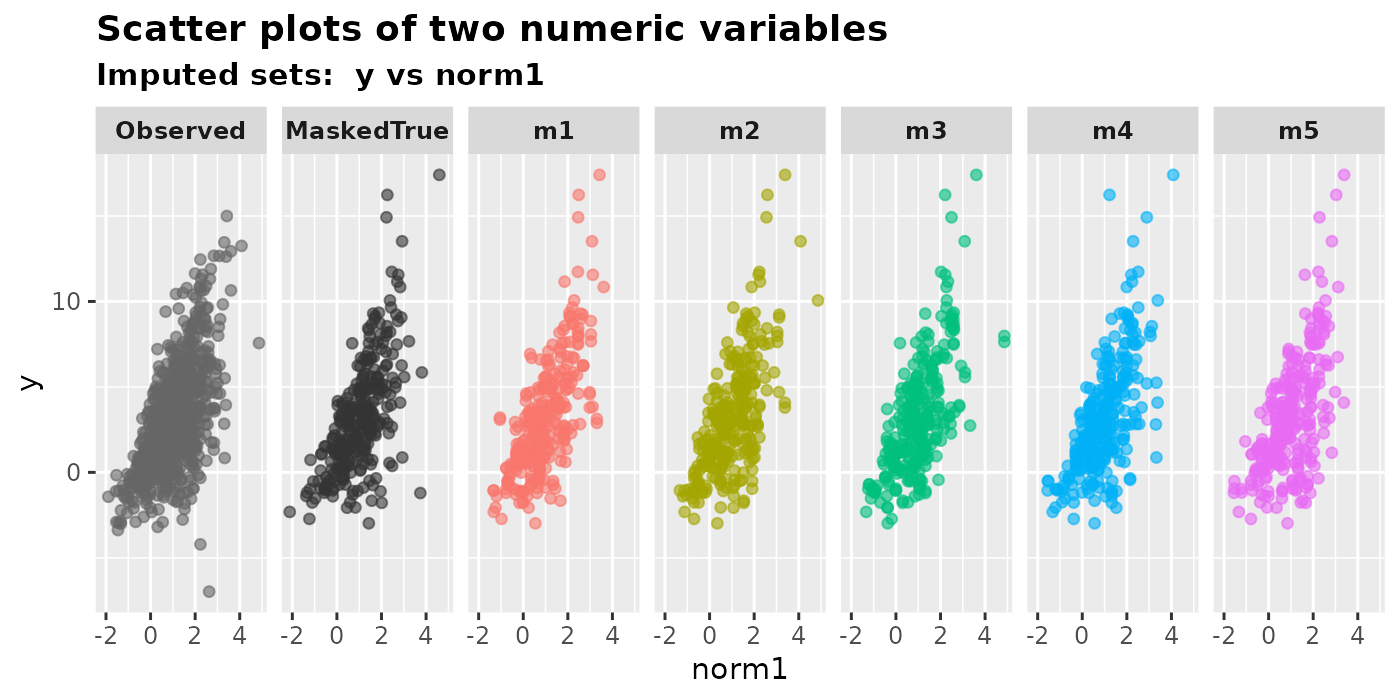 Scatter plots of two numeric variables
Imputed sets:  y vs norm1
Observed MaskedTrue m1 m2 m3 m4 m5
10
0
y
-2 0 2 4 -2 0 2 4 -2 0 2 4 -2 0 2 4 -2 0 2 4 -2 0 2 4 -2 0 2 4
norm1